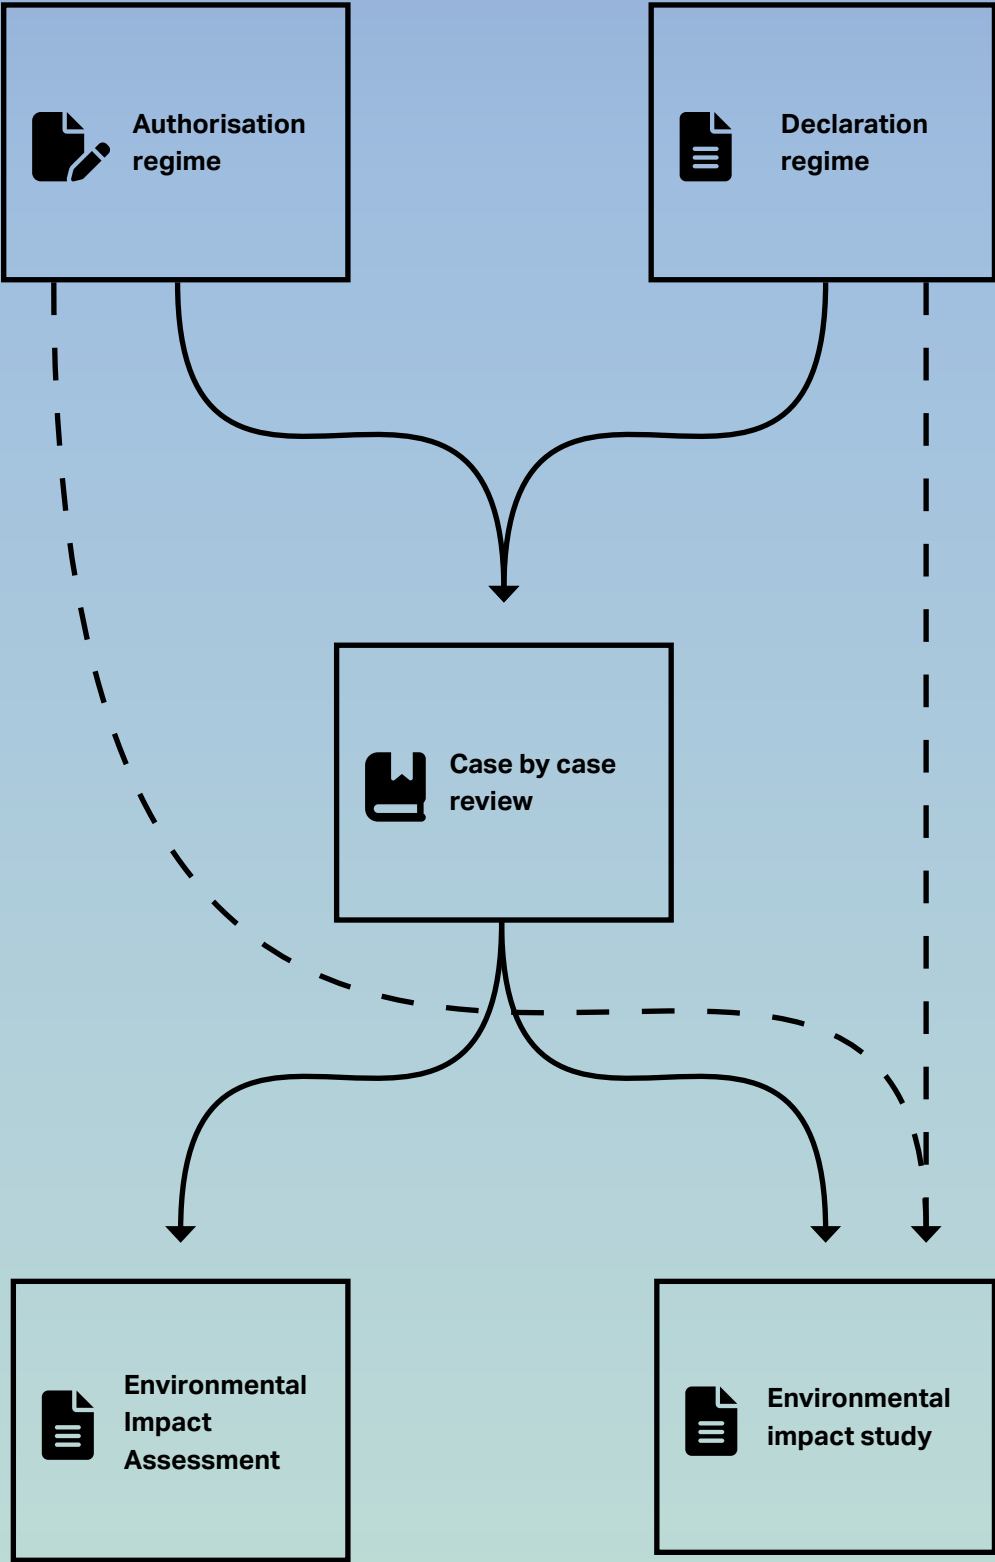 Authorisation
regime
Declaration
regime
Case by case
review
Environmental
Impact
Assessment
Environmental
impact study